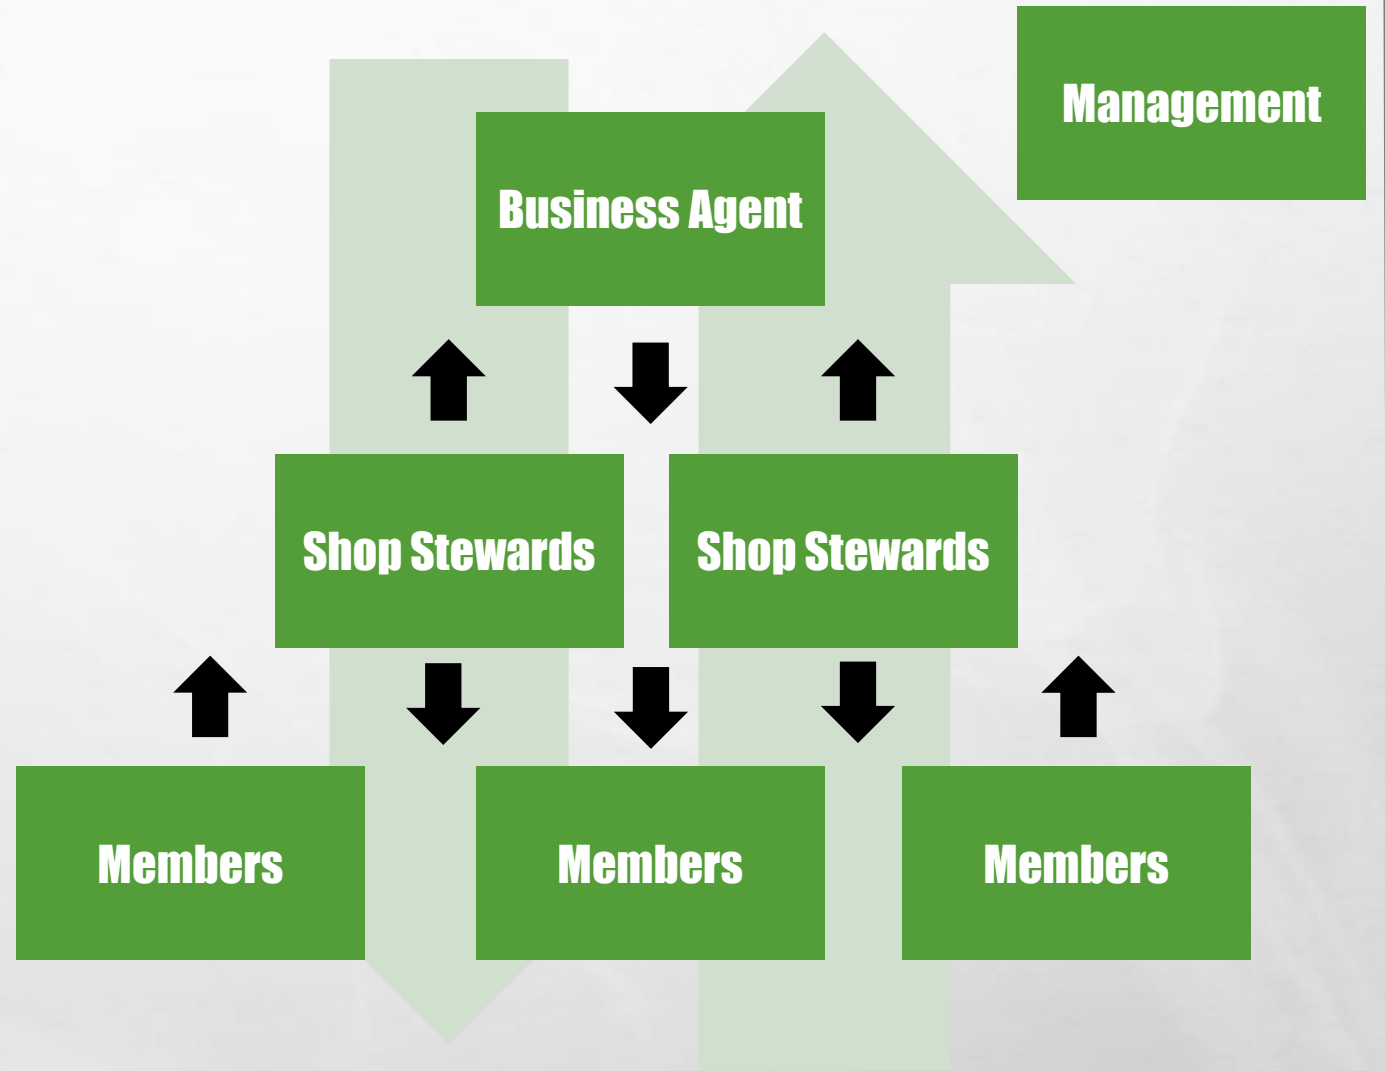 Management
Business Agent
Shop Stewards
Shop Stewards
Members
Members
Members